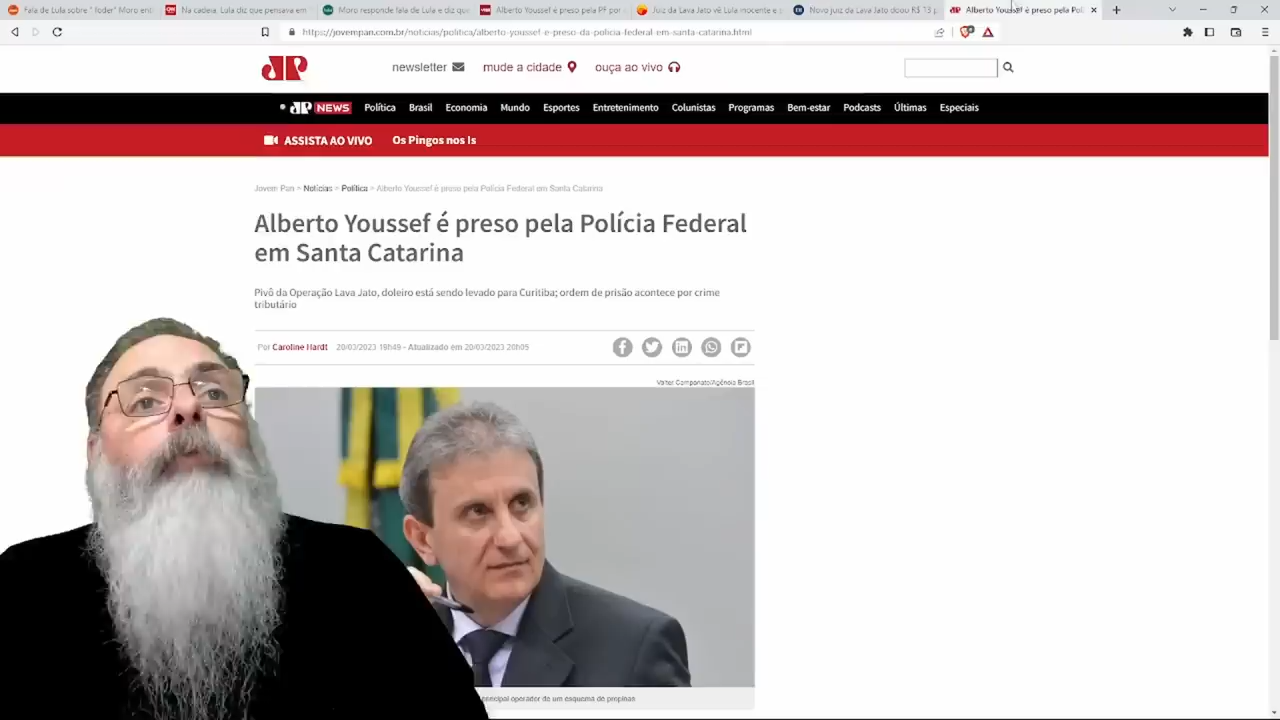 Fala de Lula sobre " foder" Moro ent
Na cadeia, Lula diz que pensava em
Moro responde fala de Lula e diz que
Alberto Youssef é preso pela PF por
Juiz da Lava Jato vê Lula inocente e
Novo juiz da Lava Jato doou R$ 13 p
Alberto Youssef é preso pela Pol
https://jovempan.com.br/noticias/politica/alberto-youssef-e-preso-da-policia-federal-em-santa-catarina.html
JP
newsletter
mude a cidade
ouça ao vivo
JP NEWS
Política
Brasil
Economia
Mundo
Esportes
Entretenimento
Colunistas
Programas
Bem-estar
Podcasts
Últimas
Especiais
ASSISTA AO VIVO
Os Pingos nos Is
Jovem Pan > Notícias > Política > Alberto Youssef é preso pela Polícia Federal em Santa Catarina
Alberto Youssef é preso pela Polícia Federal
em Santa Catarina
Pivô da Operação Lava Jato, doleiro está sendo levado para Curitiba; ordem de prisão acontece por crime
tributário
Por Caroline Hardt 20/03/2023 19h49 - Atualizado em 20/03/2023 20h05
Valter Campanato/Agência Brasil
principal operador de um esquema de propinas